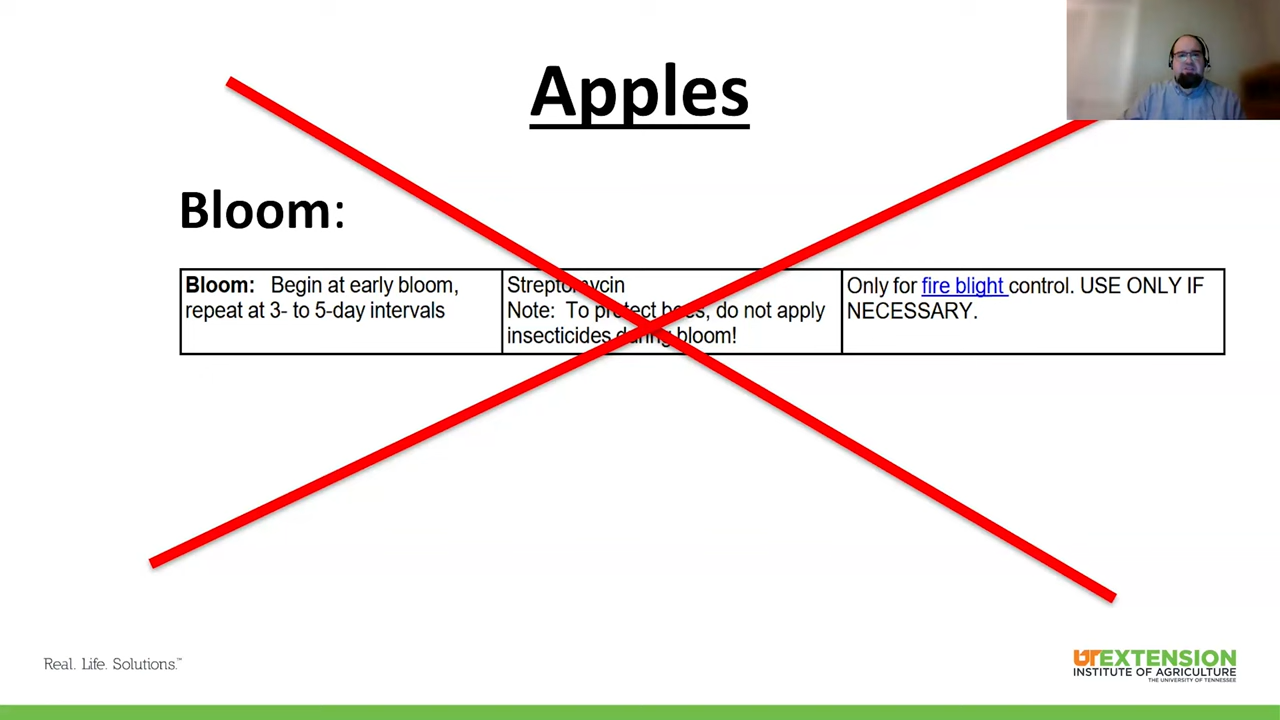 Apples
Bloom:
Bloom: Begin at early bloom,
repeat at 3- to 5-day intervals
Streptomycin
Note: To protect bees, do not apply
insecticides during bloom!
Only for fire blight control. USE ONLY IF
NECESSARY.
Real. Life. Solutions.™
UTEXTENSION
INSTITUTE OF AGRICULTURE
THE UNIVERSITY OF TENNESSEE